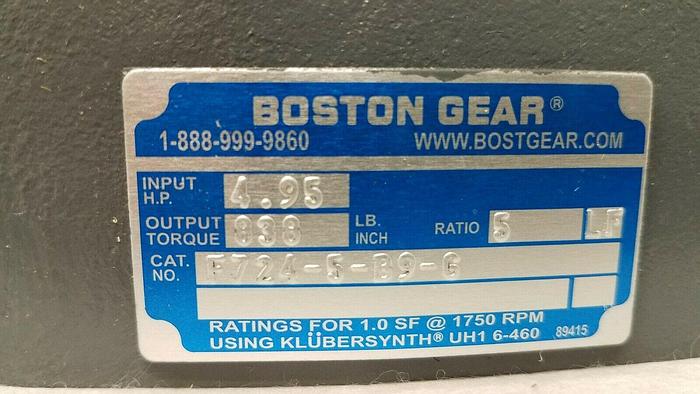 BOSTON GEAR®
1-888-999-9860 WWW.BOSTGEAR.COM
INPUT H.P. 4.95
OUTPUT TORQUE 838 LB. INCH RATIO 5 LF
CAT. NO. F724-5-B9-G
RATINGS FOR 1.0 SF @ 1750 RPM
USING KLÜBERSYNTH® UH1 6-460 89415